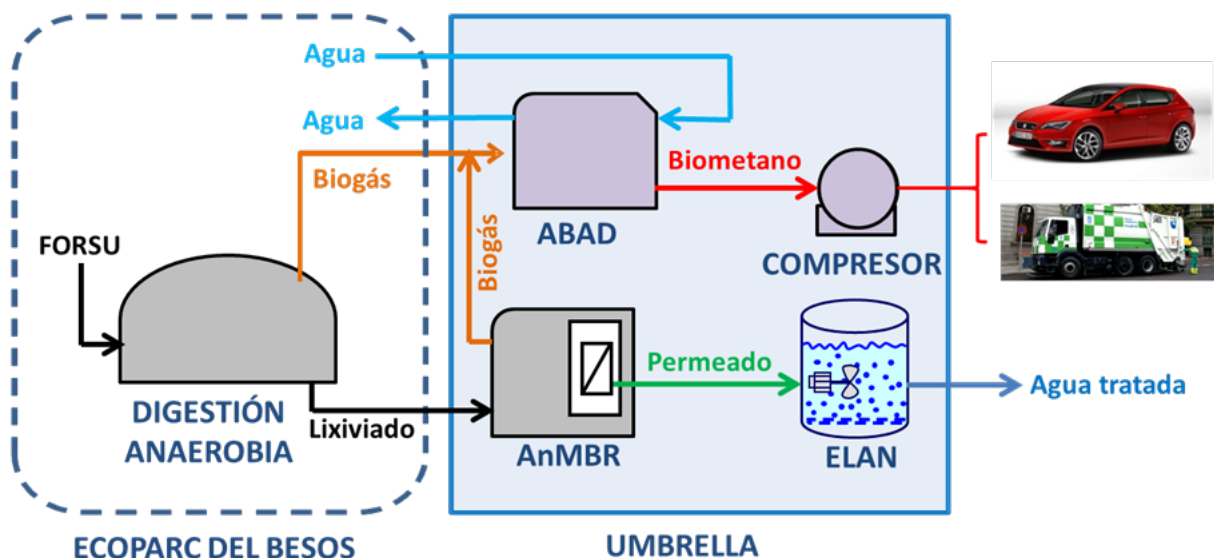 Agua
Agua
Biogás
Biometano
FORSU
ABAD
Biogás
COMPRESOR
Permeado
DIGESTIÓN
ANAEROBIA
Lixiviado
AnMBR
ELAN
Agua tratada
ECOPARC DEL BESOS
UMBRELLA